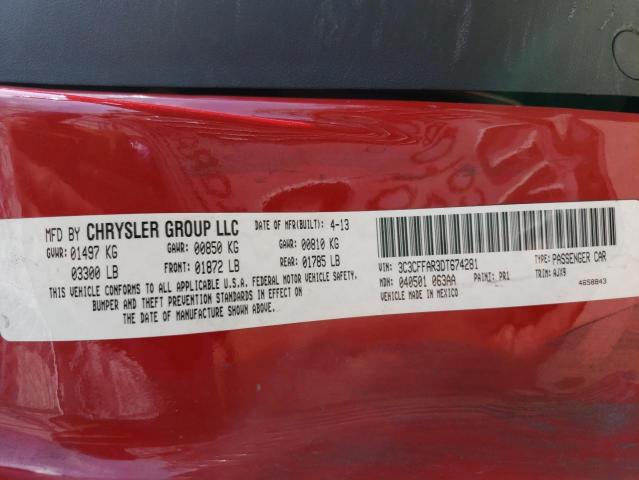 MFD BY CHRYSLER GROUP LLC DATE OF MFR(BUILT): 4-13
GVWR: 01497 KG GAWR: 00850 KG GAWR: 00810 KG
03300 LB FRONT: 01872 LB REAR: 01785 LB
THIS VEHICLE CONFORMS TO ALL APPLICABLE U.S.A. FEDERAL MOTOR VEHICLE SAFETY,
BUMPER AND THEFT PREVENTION STANDARDS IN EFFECT ON
THE DATE OF MANUFACTURE SHOWN ABOVE.
VIN: 3C3CFFAR3DT674281 TYPE: PASSENGER CAR
MDH: 040501 063AA PAINT: PR1 TRIM: AJX9
VEHICLE MADE IN MEXICO 4658843